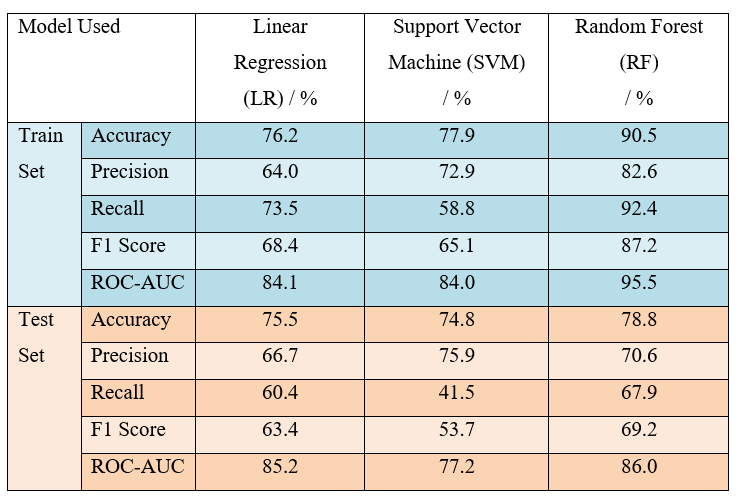 Model Used Linear Support Vector Random Forest
Regression Machine (SVM) (RF)
(LR) / % / % / %
Train Accuracy 76.2 77.9 90.5
Set Precision 64.0 72.9 82.6
Recall 73.5 58.8 92.4
F1 Score 68.4 65.1 87.2
ROC-AUC 84.1 84.0 95.5
Test Accuracy 75.5 74.8 78.8
Set Precision 66.7 75.9 70.6
Recall 60.4 41.5 67.9
F1 Score 63.4 53.7 69.2
ROC-AUC 85.2 77.2 86.0